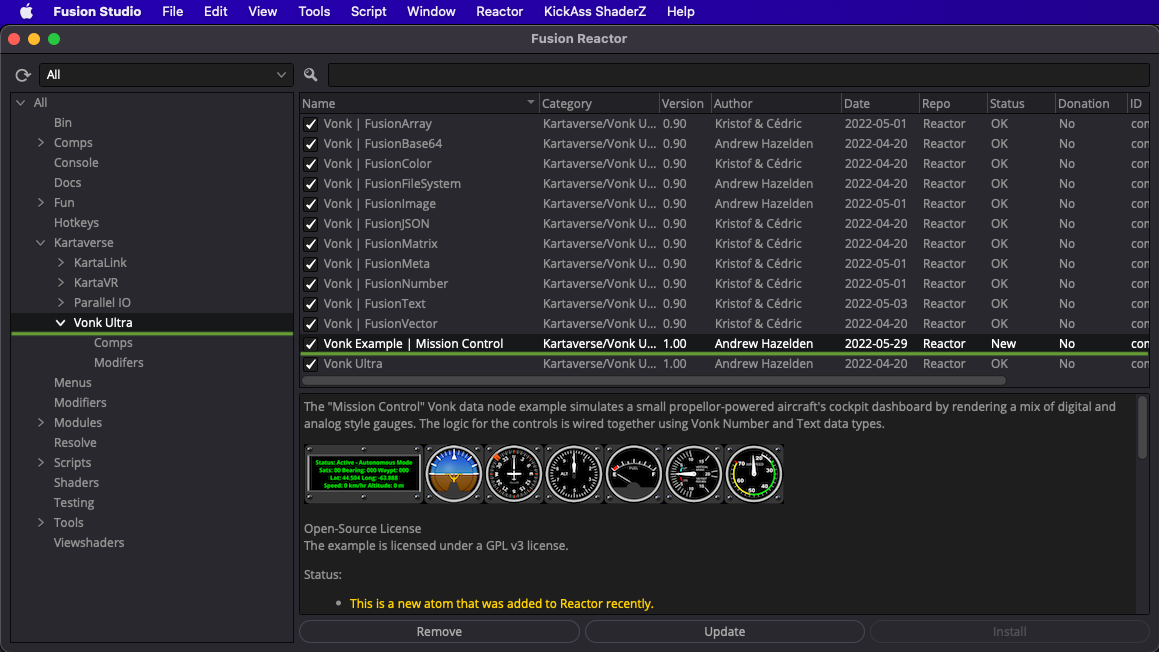 Fusion Studio File Edit View Tools Script Window Reactor KickAss ShaderZ Help
Fusion Reactor
All
All
Bin
Comps
Console
Docs
Fun
Hotkeys
Kartaverse
KartaLink
KartaVR
Parallel IO
Vonk Ultra
Comps
Modifers
Menus
Modifiers
Modules
Resolve
Scripts
Shaders
Testing
Tools
Viewshaders
Name Category Version Author Date Repo Status Donation ID
Vonk | FusionArray Kartaverse/Vonk U... 0.90 Kristof & Cédric 2022-05-01 Reactor OK No con
Vonk | FusionBase64 Kartaverse/Vonk U... 0.90 Andrew Hazelden 2022-04-20 Reactor OK No con
Vonk | FusionColor Kartaverse/Vonk U... 0.90 Kristof & Cédric 2022-04-20 Reactor OK No con
Vonk | FusionFileSystem Kartaverse/Vonk U... 0.90 Andrew Hazelden 2022-04-20 Reactor OK No con
Vonk | FusionImage Kartaverse/Vonk U... 0.90 Andrew Hazelden 2022-05-01 Reactor OK No con
Vonk | FusionJSON Kartaverse/Vonk U... 0.90 Kristof & Cédric 2022-04-20 Reactor OK No con
Vonk | FusionMatrix Kartaverse/Vonk U... 0.90 Kristof & Cédric 2022-04-20 Reactor OK No con
Vonk | FusionMeta Kartaverse/Vonk U... 0.90 Kristof & Cédric 2022-05-01 Reactor OK No con
Vonk | FusionNumber Kartaverse/Vonk U... 0.90 Kristof & Cédric 2022-05-01 Reactor OK No con
Vonk | FusionText Kartaverse/Vonk U... 0.90 Kristof & Cédric 2022-05-03 Reactor OK No con
Vonk | FusionVector Kartaverse/Vonk U... 0.90 Kristof & Cédric 2022-04-20 Reactor OK No con
Vonk Example | Mission Control Kartaverse/Vonk U... 1.00 Andrew Hazelden 2022-05-29 Reactor New No con
Vonk Ultra Kartaverse/Vonk U... 1.00 Andrew Hazelden 2022-04-20 Reactor OK No con
The "Mission Control" Vonk data node example simulates a small propellor-powered aircraft's cockpit dashboard by rendering a mix of digital and
analog style gauges. The logic for the controls is wired together using Vonk Number and Text data types.
Status: Active - Autonomous Mode
Sats: 00 Bearing: 000 Waypt: 000
Lat: 44.504 Long: -63.888
Speed: 0 km/hr Altitude: 0 m
ALT
FUEL
Open-Source License
The example is licensed under a GPL v3 license.
Status:
• This is a new atom that was added to Reactor recently.
Remove Update Install